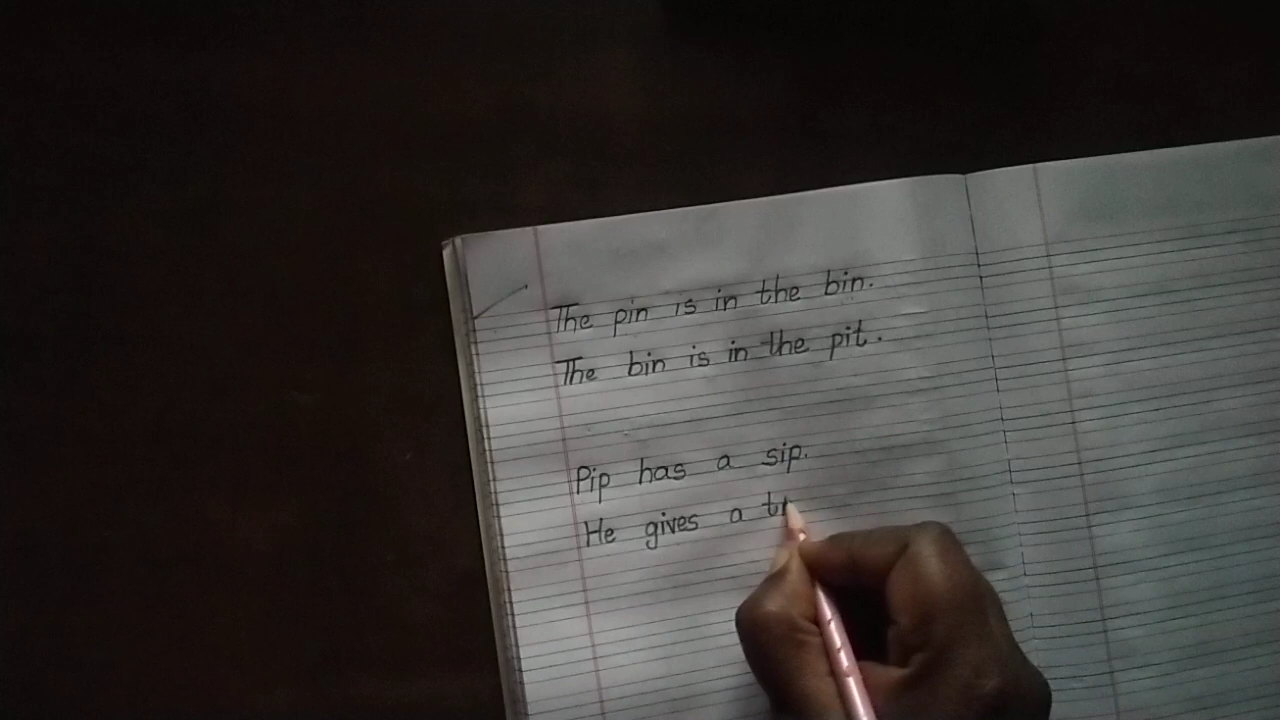 The pin is in the bin.
The bin is in the pit.
Pip has a sip.
He gives a